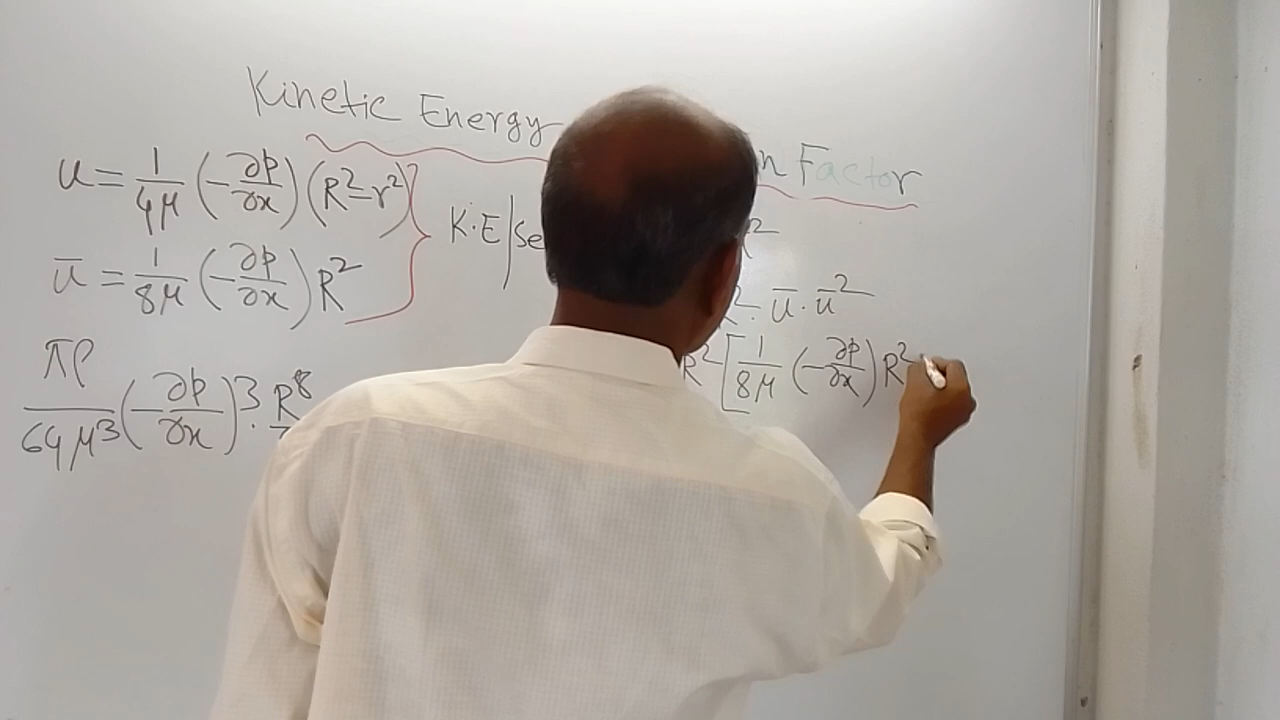 Kinetic Energy
Factor
u = 1/4μ (-∂p/∂x) (R²-r²)
K.E/Se
ū = 1/8μ (-∂p/∂x) R²
. ū . ū²
πρ/64μ³ (-∂p/∂x)³ . R⁸
R² [1/8μ (-∂p/∂x) R²